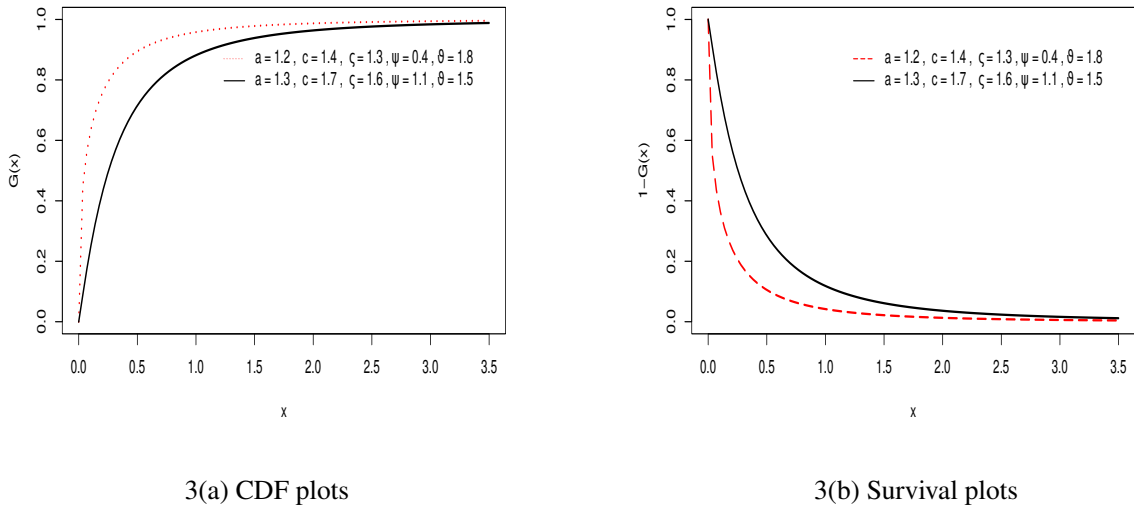 G(x)
1.0
0.8
0.6
0.4
0.2
0.0
a = 1.2 , c = 1.4 , ς = 1.3 , ψ = 0.4 , ϑ = 1.8
a = 1.3 , c = 1.7 , ς = 1.6 , ψ = 1.1 , ϑ = 1.5
0.0 0.5 1.0 1.5 2.0 2.5 3.0 3.5
x
3(a) CDF plots
1−G(x)
1.0
0.8
0.6
0.4
0.2
0.0
a = 1.2 , c = 1.4 , ς = 1.3 , ψ = 0.4 , ϑ = 1.8
a = 1.3 , c = 1.7 , ς = 1.6 , ψ = 1.1 , ϑ = 1.5
0.0 0.5 1.0 1.5 2.0 2.5 3.0 3.5
x
3(b) Survival plots